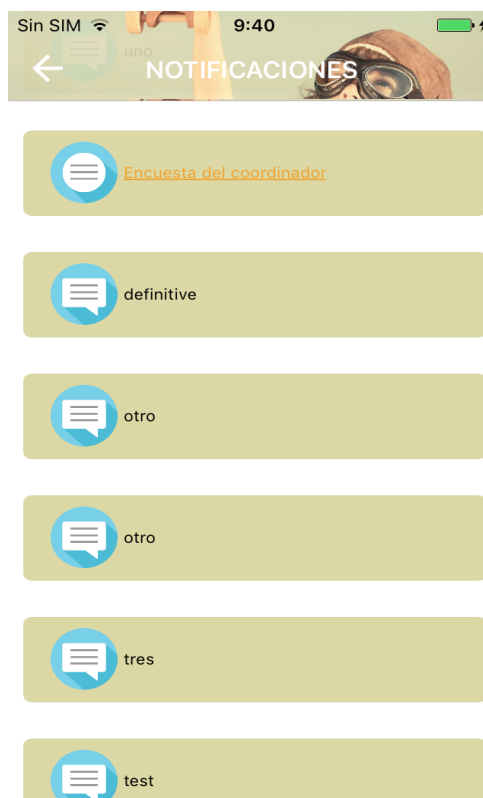 Sin SIM 9:40
uno
NOTIFICACIONES
Encuesta del coordinador
definitive
otro
otro
tres
test